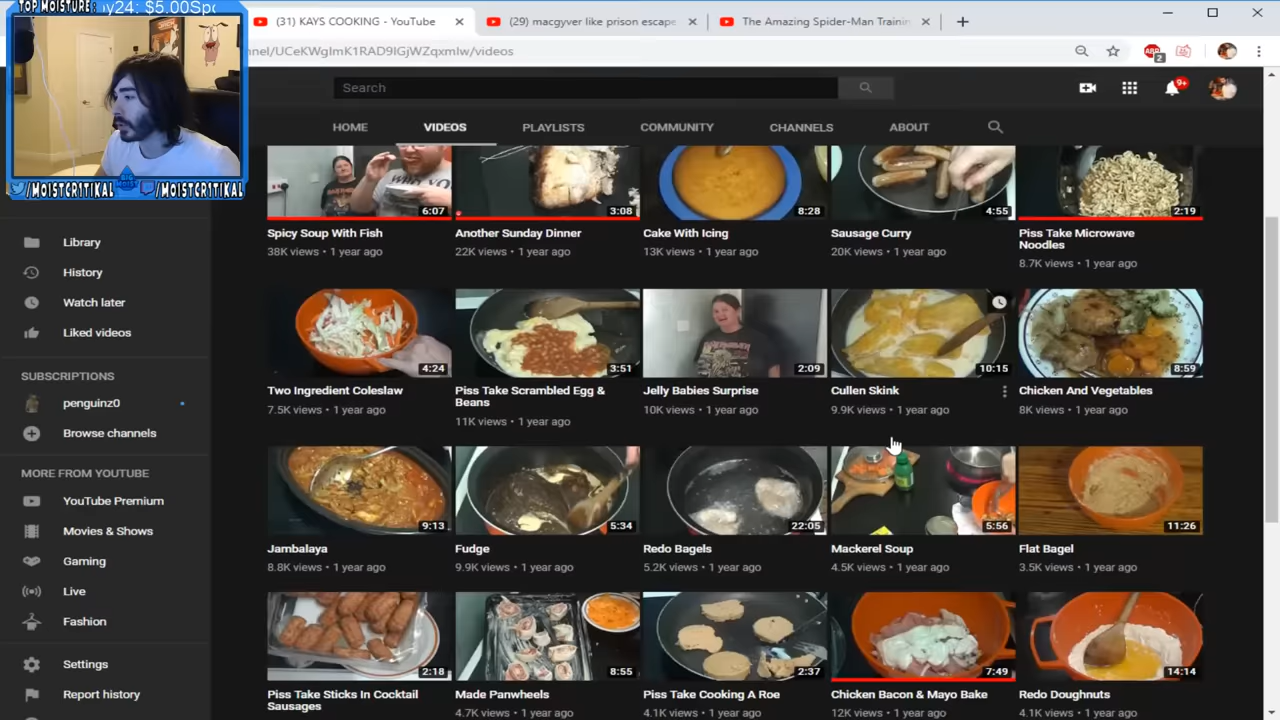 TOP MOISTURE: ay24: $5.00Spo
(31) KAYS COOKING - YouTube
(29) macgyver like prison escape
The Amazing Spider-Man Trainin
nnel/UCeKWgImK1RAD9IGjWZqxmIw/videos
/MOISTCR1TIKAL /MOISTCR1TIKAL
Search
9+
2
HOME VIDEOS PLAYLISTS COMMUNITY CHANNELS ABOUT
Library
History
Watch later
Liked videos
SUBSCRIPTIONS
penguinz0
Browse channels
MORE FROM YOUTUBE
YouTube Premium
Movies & Shows
Gaming
Live
Fashion
Settings
Report history
6:07
Spicy Soup With Fish
38K views • 1 year ago
3:08
Another Sunday Dinner
22K views • 1 year ago
8:28
Cake With Icing
13K views • 1 year ago
4:55
Sausage Curry
20K views • 1 year ago
2:19
Piss Take Microwave
Noodles
8.7K views • 1 year ago
4:24
Two Ingredient Coleslaw
7.5K views • 1 year ago
3:51
Piss Take Scrambled Egg &
Beans
11K views • 1 year ago
2:09
Jelly Babies Surprise
10K views • 1 year ago
10:15
Cullen Skink
9.9K views • 1 year ago
8:59
Chicken And Vegetables
8K views • 1 year ago
9:13
Jambalaya
8.8K views • 1 year ago
5:34
Fudge
9.9K views • 1 year ago
22:05
Redo Bagels
5.2K views • 1 year ago
5:56
Mackerel Soup
4.5K views • 1 year ago
11:26
Flat Bagel
3.5K views • 1 year ago
2:18
Piss Take Sticks In Cocktail
Sausages
8:55
Made Panwheels
4.7K views • 1 year ago
2:37
Piss Take Cooking A Roe
4.1K views • 1 year ago
7:49
Chicken Bacon & Mayo Bake
12K views • 1 year ago
14:14
Redo Doughnuts
4.1K views • 1 year ago